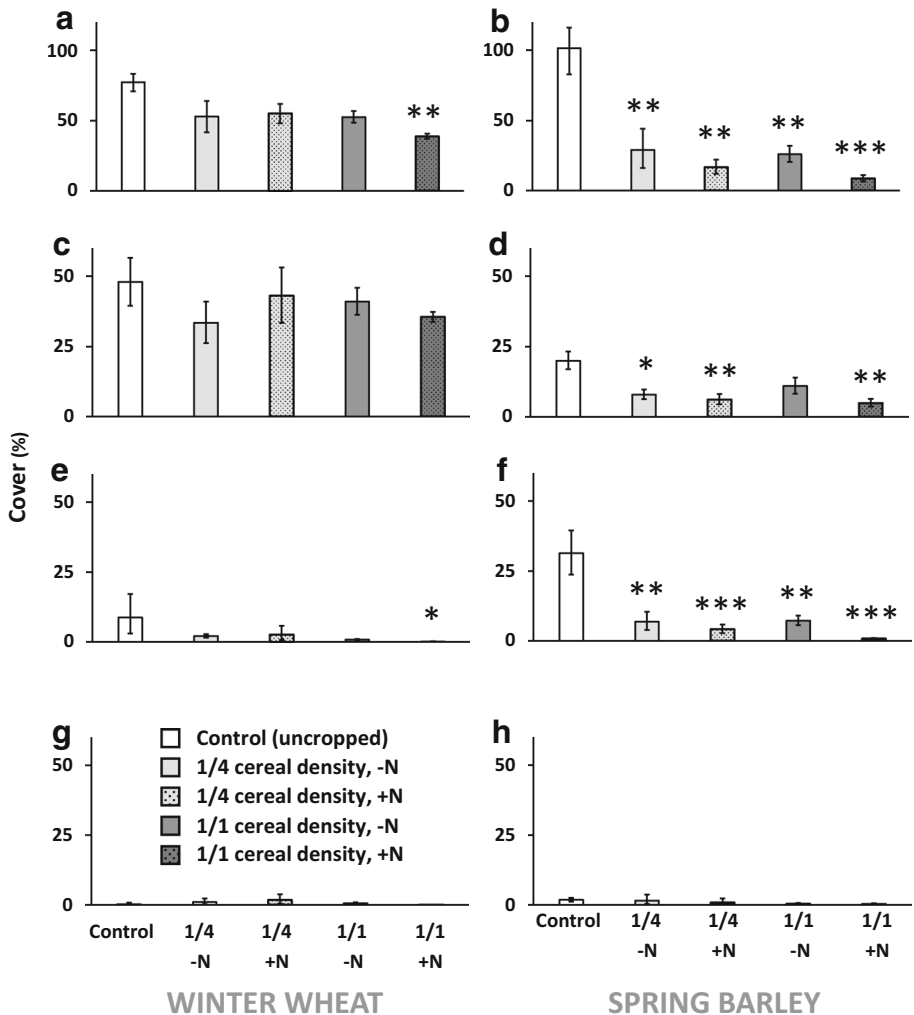 a
b
100
50
0
**
100
50
0
**
**
**
***
c
d
50
25
0
50
25
0
*
**
**
e
f
50
25
0
*
50
25
0
**
***
**
***
Cover (%)
g
h
50
25
0
Control (uncropped)
1/4 cereal density, -N
1/4 cereal density, +N
1/1 cereal density, -N
1/1 cereal density, +N
50
25
0
Control 1/4 1/4 1/1 1/1
-N +N -N +N
Control 1/4 1/4 1/1 1/1
-N +N -N +N
WINTER WHEAT
SPRING BARLEY